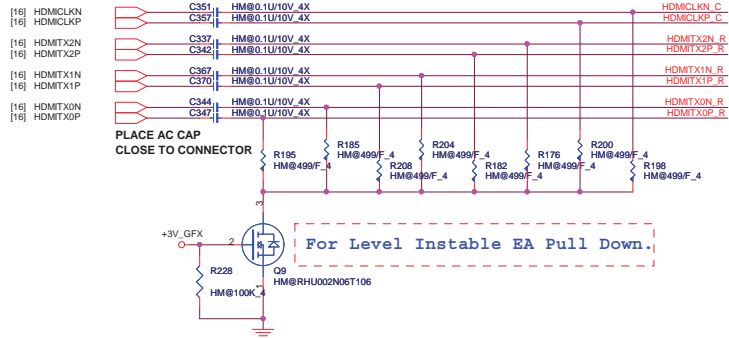 [16] HDMICLKN C351 HM@0.1U/10V_4X HDMICLKN_C
[16] HDMICLKP C357 HM@0.1U/10V_4X HDMICLKP_C
[16] HDMITX2N C337 HM@0.1U/10V_4X HDMITX2N_R
[16] HDMITX2P C342 HM@0.1U/10V_4X HDMITX2P_R
[16] HDMITX1N C367 HM@0.1U/10V_4X HDMITX1N_R
[16] HDMITX1P C370 HM@0.1U/10V_4X HDMITX1P_R
[16] HDMITX0N C344 HM@0.1U/10V_4X HDMITX0N_R
[16] HDMITX0P C347 HM@0.1U/10V_4X HDMITX0P_R
PLACE AC CAP
CLOSE TO CONNECTOR
R195
HM@499/F_4
R185
HM@499/F_4
R208
HM@499/F_4
R204
HM@499/F_4
R182
HM@499/F_4
R176
HM@499/F_4
R200
HM@499/F_4
R198
HM@499/F_4
3
+3V_GFX
2
For Level Instable EA Pull Down.
R228
HM@100K_4
1
Q9
HM@RHU002N06T106